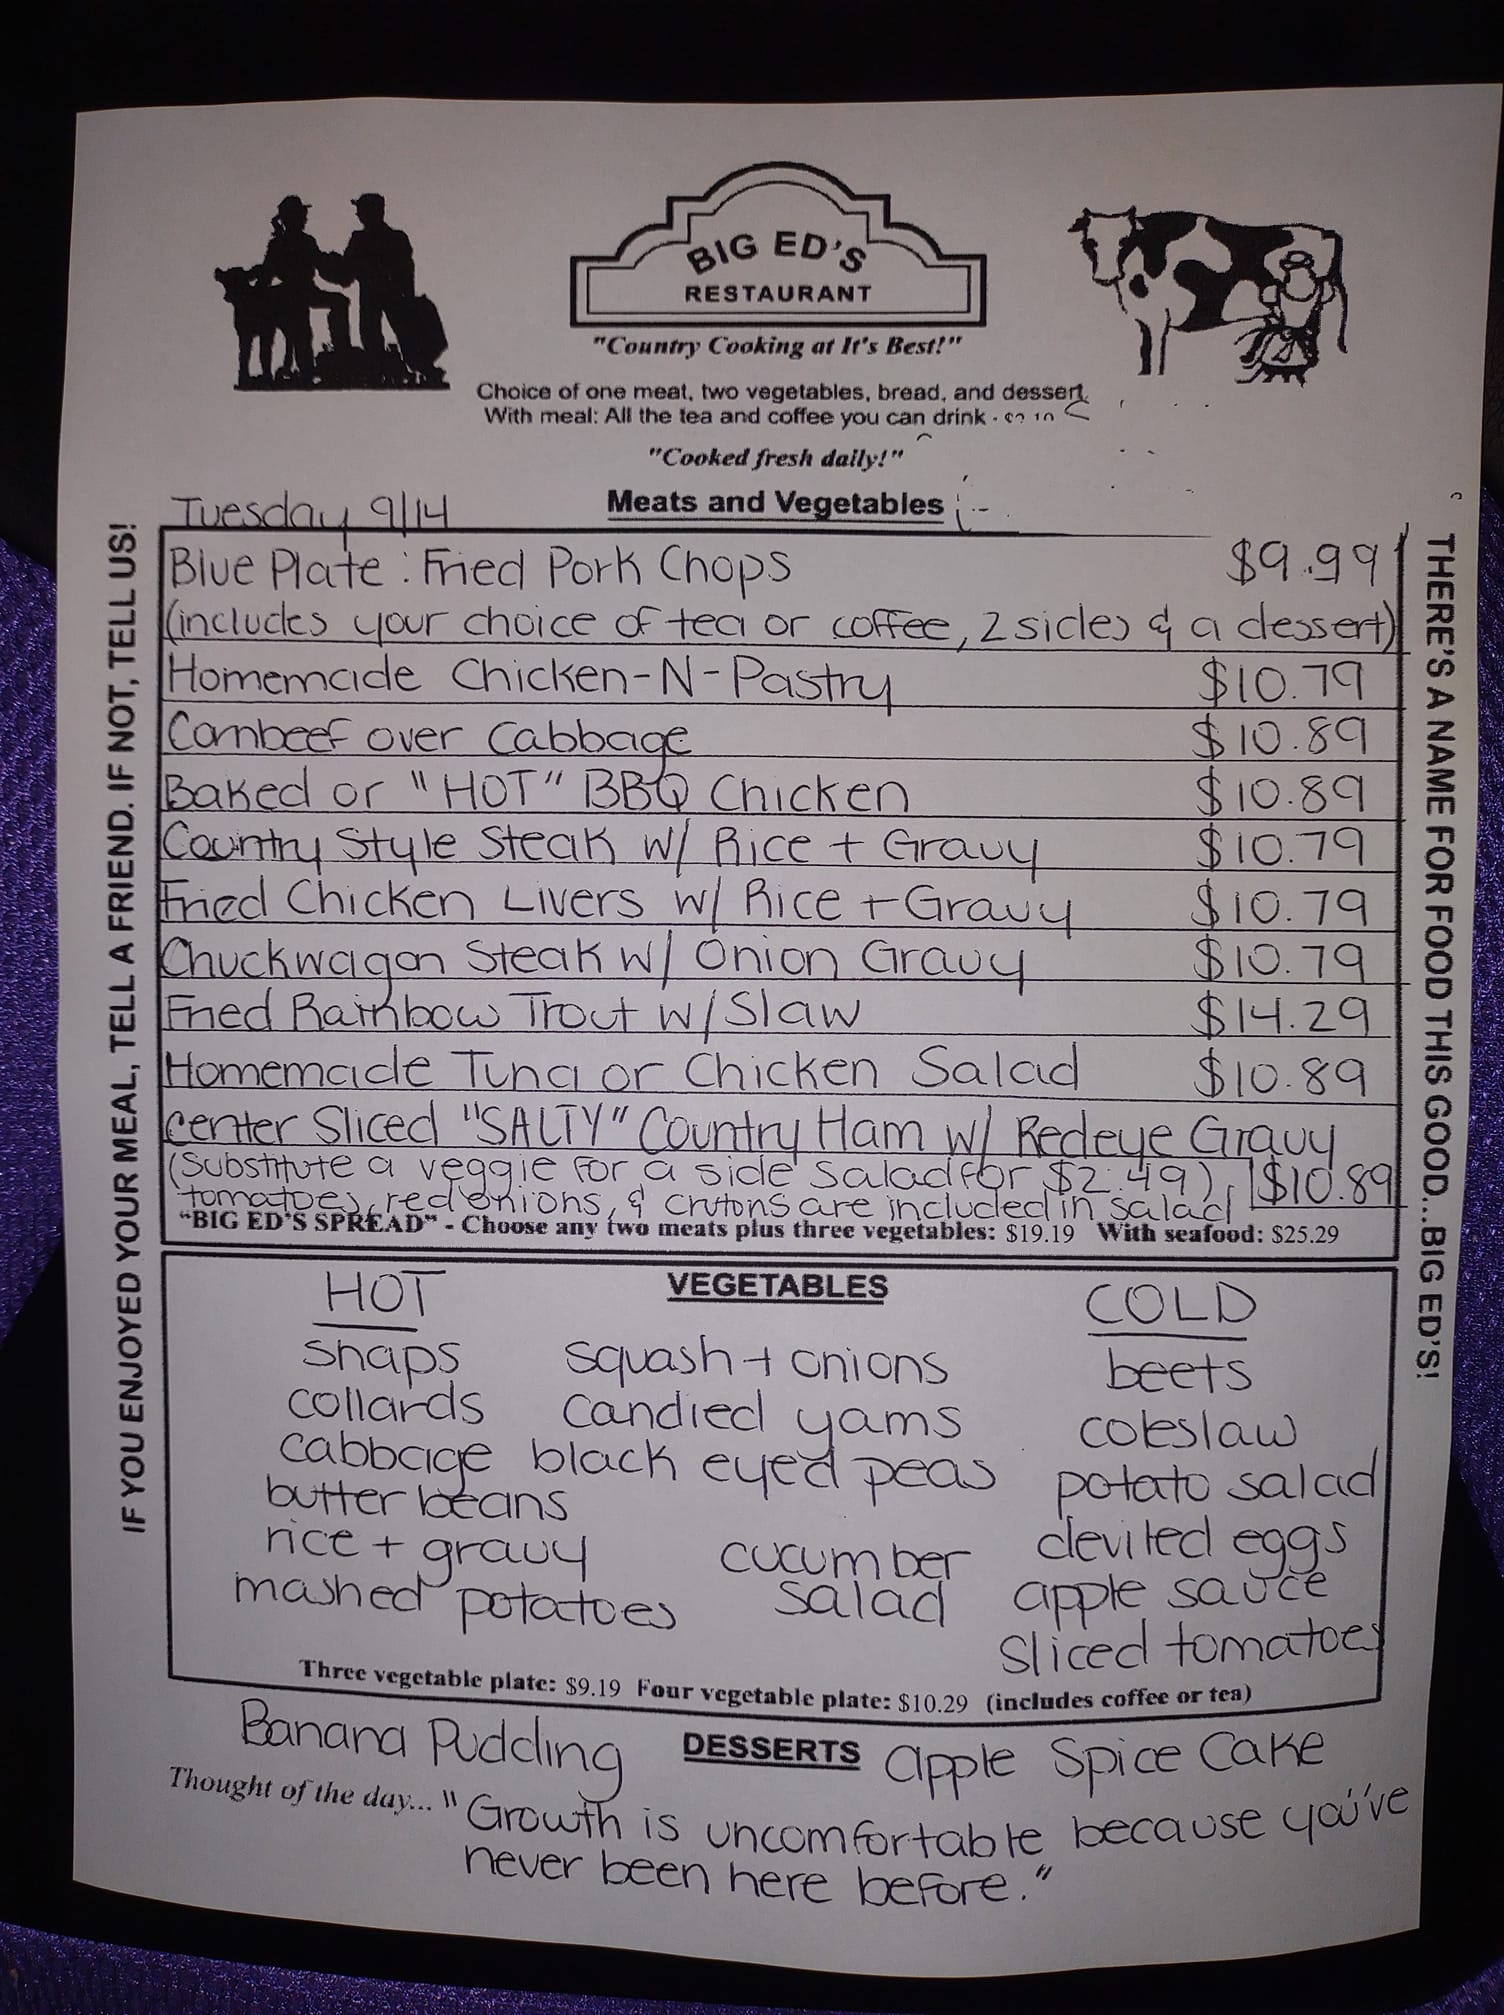 BIG ED'S
RESTAURANT
"Country Cooking at It's Best!"
Choice of one meat, two vegetables, bread, and dessert.
With meal: All the tea and coffee you can drink -
"Cooked fresh daily!"
Tuesday 9/14
Meats and Vegetables
IF YOU ENJOYED YOUR MEAL, TELL A FRIEND. IF NOT, TELL US!
Blue Plate : Fried Pork Chops $9.99
(includes your choice of tea or coffee, 2 sides & a dessert)
Homemade Chicken-N-Pastry $10.79
Cornbeef over Cabbage $10.89
Baked or "HOT" BBQ Chicken $10.89
Country Style Steak w/ Rice + Gravy $10.79
Fried Chicken Livers w/ Rice + Gravy $10.79
Chuckwagon Steak w/ Onion Gravy $10.79
Fried Rainbow Trout w/ Slaw $14.29
Homemade Tuna or Chicken Salad $10.89
Center Sliced "SALTY" Country Ham w/ Redeye Gravy
(Substitute a veggie for a side salad for $2.49) $10.89
tomatoes, red onions, & crutons are included in salad
"BIG ED'S SPREAD" - Choose any two meats plus three vegetables: $19.19 With seafood: $25.29
THERE'S A NAME FOR FOOD THIS GOOD...BIG ED'S!
HOT VEGETABLES COLD
snaps squash + onions beets
collards candied yams coleslaw
cabbage black eyed peas potato salad
butter beans deviled eggs
rice + gravy cucumber apple sauce
mashed potatoes salad sliced tomatoes
Three vegetable plate: $9.19 Four vegetable plate: $10.29 (includes coffee or tea)
Banana Pudding DESSERTS apple Spice Cake
Thought of the day... "Growth is uncomfortable because you've
never been here before."